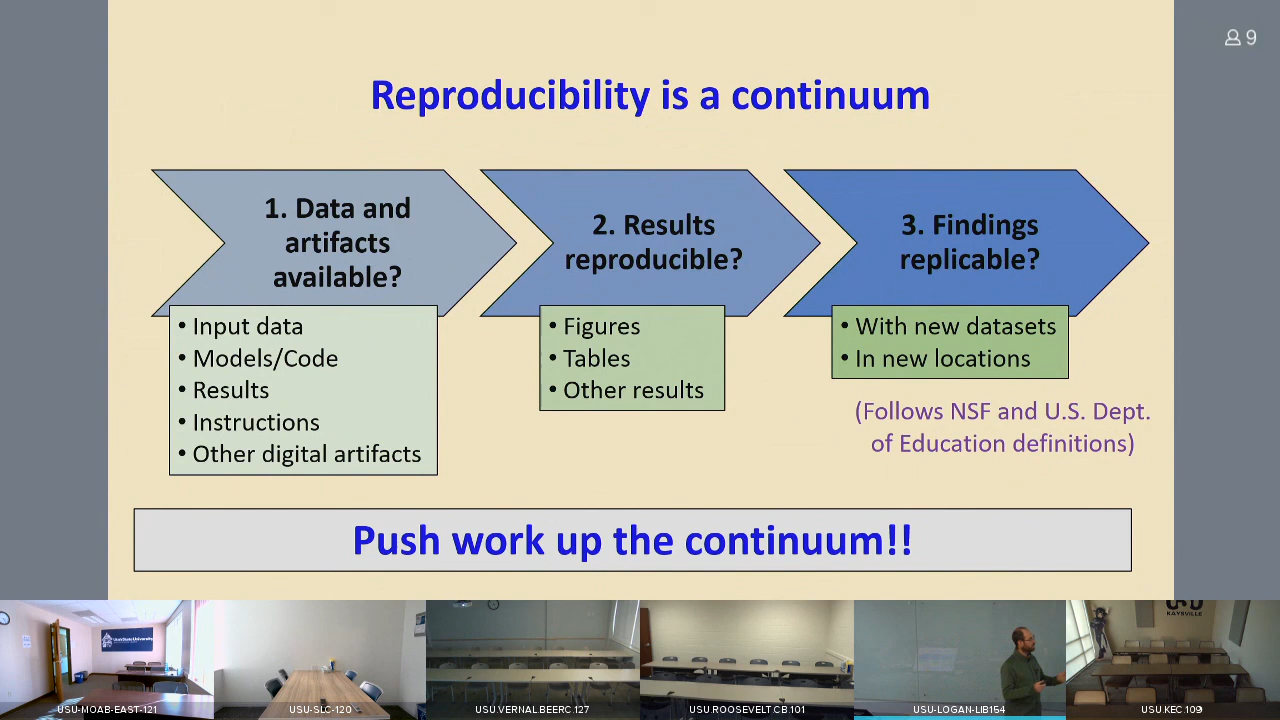 9
Reproducibility is a continuum
1. Data and
artifacts
available?
• Input data
• Models/Code
• Results
• Instructions
• Other digital artifacts
2. Results
reproducible?
• Figures
• Tables
• Other results
3. Findings
replicable?
• With new datasets
• In new locations
(Follows NSF and U.S. Dept.
of Education definitions)
Push work up the continuum!!
UtahStateUniversity
USU
KAYSVILLE
USU-MOAB-EAST-121
USU-SLC-120
USU.VERNAL.BEERC.127
USU.ROOSEVELT.CB.101
USU-LOGAN-LIB154
USU.KEC.109